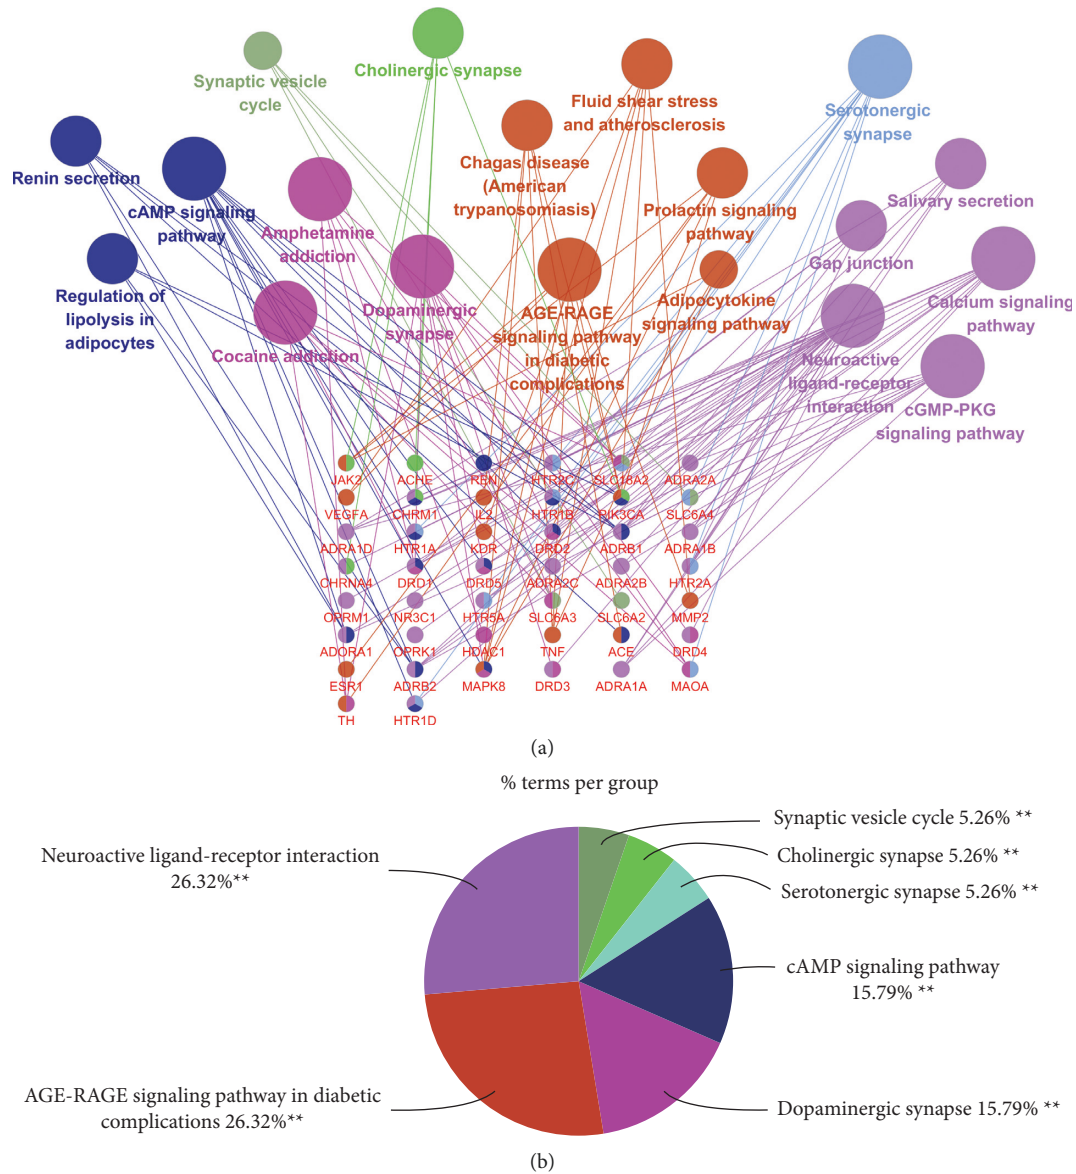 Cholinergic synapse
Synaptic vesicle
cycle
Fluid shear stress
and atherosclerosis
Serotonergic
synapse
Renin secretion
cAMP signaling
pathway
Chagas disease
(American
trypanosomiasis)
Prolactin signaling
pathway
Salivary secretion
Amphetamine
addiction
Gap junction
Regulation of
lipolysis in
adipocytes
Dopaminergic
synapse
AGE-RAGE
signaling pathway
in diabetic
complications
Adipocytokine
signaling pathway
Calcium signaling
pathway
Cocaine addiction
Neuroactive
ligand-receptor
interaction
cGMP-PKG
signaling pathway
JAK2 ACHE REN HTR2C SLC18A2 ADRA2A
VEGFA CHRM1 IL2 HTR1B PIK3CA SLC6A4
ADRA1D HTR1A KDR DRD2 ADRB1 ADRA1B
CHRNA4 DRD1 DRD5 ADRA2C ADRA2B HTR2A
OPRM1 NR3C1 HTR5A SLC6A3 SLC6A2 MMP2
ADORA1 OPRK1 HDAC1 TNF ACE DRD4
ESR1 ADRB2 MAPK8 DRD3 ADRA1A MAOA
TH HTR1D
(a)
% terms per group
Synaptic vesicle cycle 5.26% **
Cholinergic synapse 5.26% **
Serotonergic synapse 5.26% **
Neuroactive ligand-receptor interaction
26.32%**
cAMP signaling pathway
15.79% **
AGE-RAGE signaling pathway in diabetic
complications 26.32%**
Dopaminergic synapse 15.79% **
(b)